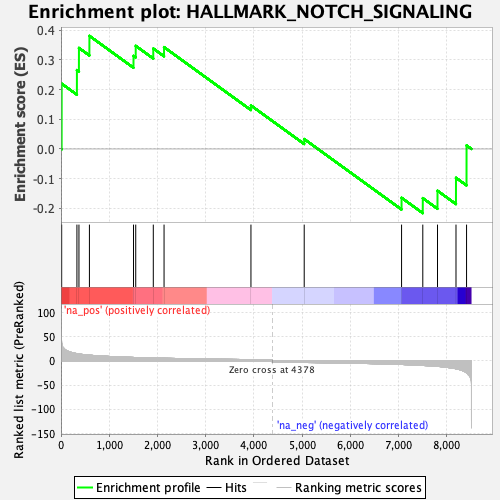 Enrichment plot: HALLMARK_NOTCH_SIGNALING
Enrichment score (ES)
0.4
0.3
0.2
0.1
0.0
-0.1
-0.2
Ranked list metric (PreRanked)
100
50
0
-50
-100
-150
'na_pos' (positively correlated)
Zero cross at 4378
'na_neg' (negatively correlated)
0
1,000
2,000
3,000
4,000
5,000
6,000
7,000
8,000
Rank in Ordered Dataset
Enrichment profile
Hits
Ranking metric scores